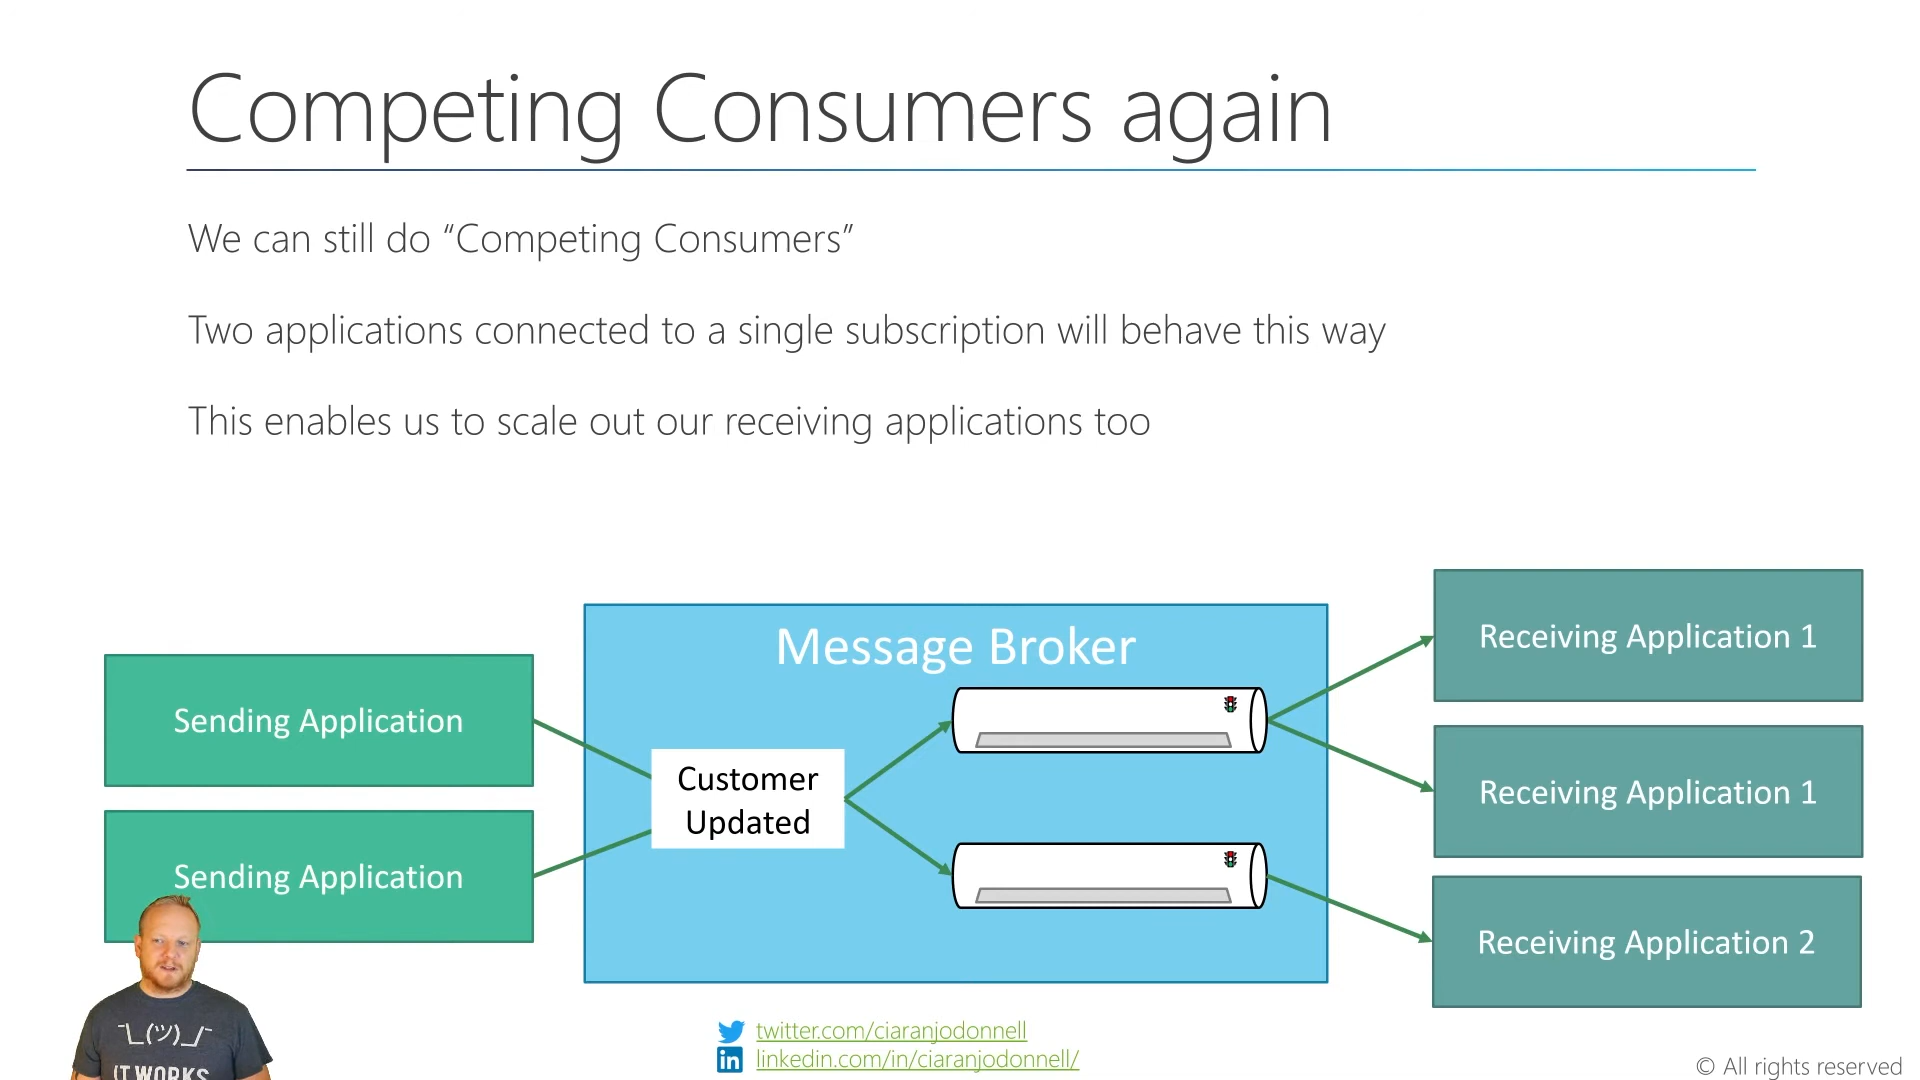 Competing Consumers again
We can still do “Competing Consumers”
Two applications connected to a single subscription will behave this way
This enables us to scale out our receiving applications too
Message Broker
Sending Application
Sending Application
Customer
Updated
Receiving Application 1
Receiving Application 1
Receiving Application 2
¯\_(ツ)_/¯
IT WORKS
twitter.com/ciaranjodonnell
linkedin.com/in/ciaranjodonnell/
© All rights reserved